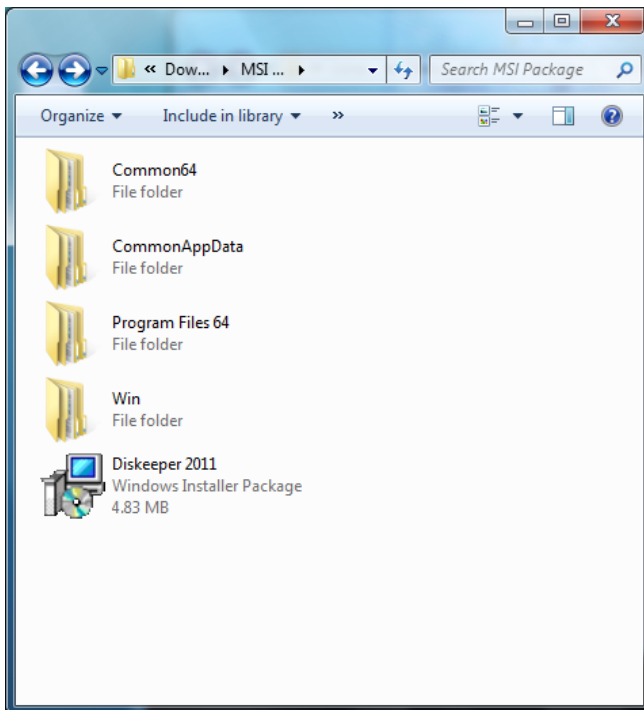 « Dow... ▸ MSI ... ▸ Search MSI Package
Organize Include in library »
Common64
File folder
CommonAppData
File folder
Program Files 64
File folder
Win
File folder
Diskeeper 2011
Windows Installer Package
4.83 MB